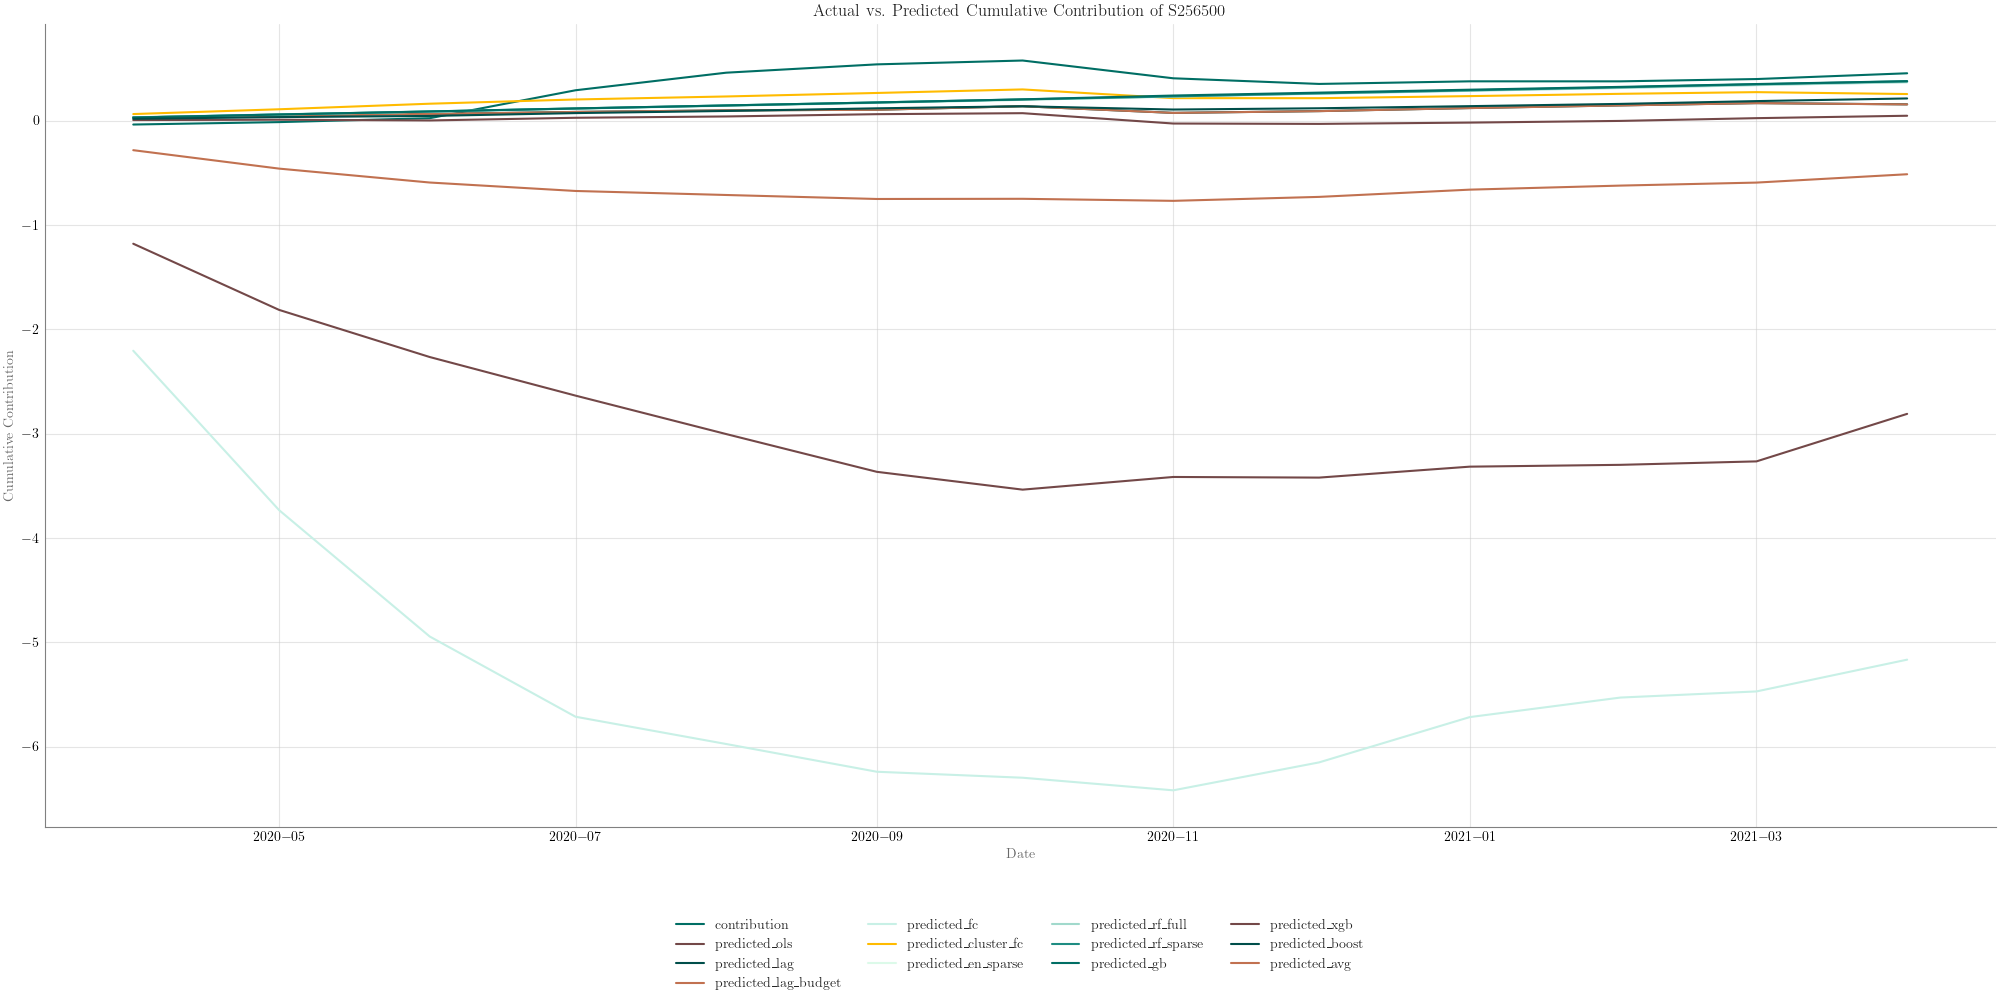 Actual vs. Predicted Cumulative Contribution of S256500
Cumulative Contribution
0
−1
−2
−3
−4
−5
−6
2020−05 2020−07 2020−09 2020−11 2021−01 2021−03
Date
contribution predicted_fc predicted_rf_full predicted_xgb
predicted_ols predicted_cluster_fc predicted_rf_sparse predicted_boost
predicted_lag predicted_en_sparse predicted_gb predicted_avg
predicted_lag_budget